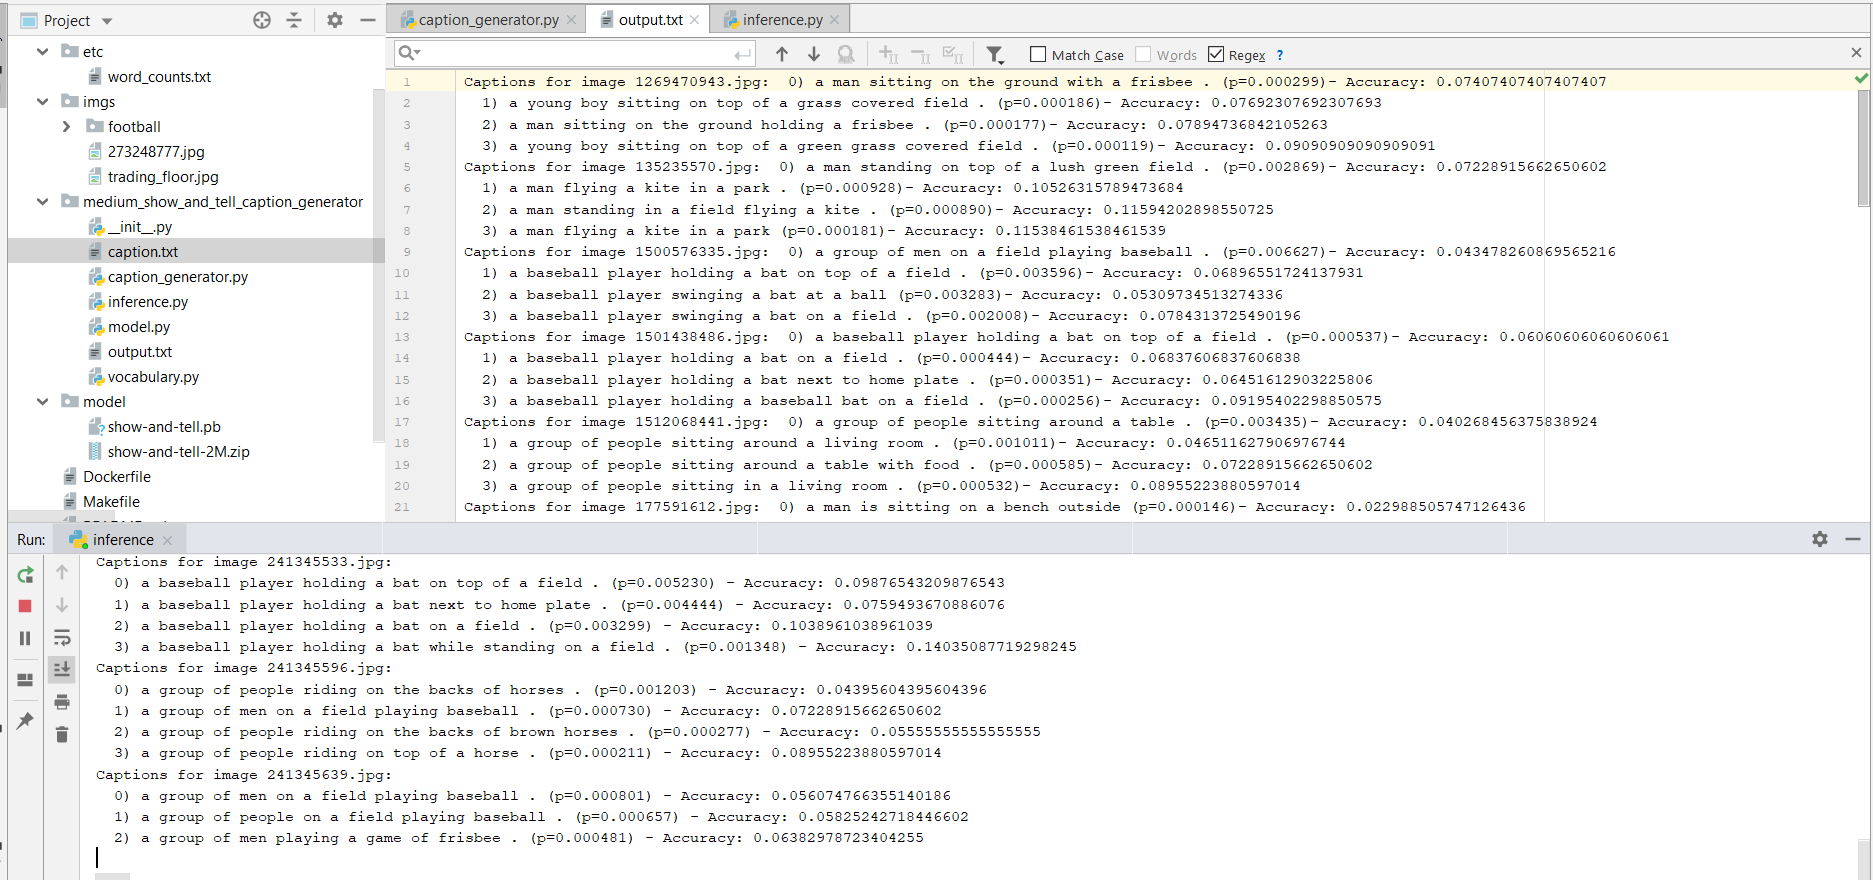 Project
etc
word_counts.txt
imgs
football
273248777.jpg
trading_floor.jpg
medium_show_and_tell_caption_generator
__init__.py
caption.txt
caption_generator.py
inference.py
model.py
output.txt
vocabulary.py
model
show-and-tell.pb
show-and-tell-2M.zip
Dockerfile
Makefile
caption_generator.py output.txt inference.py
Match Case Words Regex ?
1 Captions for image 1269470943.jpg: 0) a man sitting on the ground with a frisbee . (p=0.000299)- Accuracy: 0.07407407407407407
2 1) a young boy sitting on top of a grass covered field . (p=0.000186)- Accuracy: 0.07692307692307693
3 2) a man sitting on the ground holding a frisbee . (p=0.000177)- Accuracy: 0.07894736842105263
4 3) a young boy sitting on top of a green grass covered field . (p=0.000119)- Accuracy: 0.09090909090909091
5 Captions for image 135235570.jpg: 0) a man standing on top of a lush green field . (p=0.002869)- Accuracy: 0.07228915662650602
6 1) a man flying a kite in a park . (p=0.000928)- Accuracy: 0.10526315789473684
7 2) a man standing in a field flying a kite . (p=0.000890)- Accuracy: 0.11594202898550725
8 3) a man flying a kite in a park (p=0.000181)- Accuracy: 0.11538461538461539
9 Captions for image 1500576335.jpg: 0) a group of men on a field playing baseball . (p=0.006627)- Accuracy: 0.043478260869565216
10 1) a baseball player holding a bat on top of a field . (p=0.003596)- Accuracy: 0.06896551724137931
11 2) a baseball player swinging a bat at a ball (p=0.003283)- Accuracy: 0.05309734513274336
12 3) a baseball player swinging a bat on a field . (p=0.002008)- Accuracy: 0.0784313725490196
13 Captions for image 1501438486.jpg: 0) a baseball player holding a bat on top of a field . (p=0.000537)- Accuracy: 0.06060606060606061
14 1) a baseball player holding a bat on a field . (p=0.000444)- Accuracy: 0.06837606837606838
15 2) a baseball player holding a bat next to home plate . (p=0.000351)- Accuracy: 0.06451612903225806
16 3) a baseball player holding a baseball bat on a field . (p=0.000256)- Accuracy: 0.09195402298850575
17 Captions for image 1512068441.jpg: 0) a group of people sitting around a table . (p=0.003435)- Accuracy: 0.040268456375838924
18 1) a group of people sitting around a living room . (p=0.001011)- Accuracy: 0.046511627906976744
19 2) a group of people sitting around a table with food . (p=0.000585)- Accuracy: 0.07228915662650602
20 3) a group of people sitting in a living room . (p=0.000532)- Accuracy: 0.08955223880597014
21 Captions for image 177591612.jpg: 0) a man is sitting on a bench outside (p=0.000146)- Accuracy: 0.022988505747126436
Run: inference
Captions for image 241345533.jpg:
0) a baseball player holding a bat on top of a field . (p=0.005230) - Accuracy: 0.09876543209876543
1) a baseball player holding a bat next to home plate . (p=0.004444) - Accuracy: 0.0759493670886076
2) a baseball player holding a bat on a field . (p=0.003299) - Accuracy: 0.1038961038961039
3) a baseball player holding a bat while standing on a field . (p=0.001348) - Accuracy: 0.14035087719298245
Captions for image 241345596.jpg:
0) a group of people riding on the backs of horses . (p=0.001203) - Accuracy: 0.04395604395604396
1) a group of men on a field playing baseball . (p=0.000730) - Accuracy: 0.07228915662650602
2) a group of people riding on the backs of brown horses . (p=0.000277) - Accuracy: 0.05555555555555555
3) a group of people riding on top of a horse . (p=0.000211) - Accuracy: 0.08955223880597014
Captions for image 241345639.jpg:
0) a group of men on a field playing baseball . (p=0.000801) - Accuracy: 0.056074766355140186
1) a group of people on a field playing baseball . (p=0.000657) - Accuracy: 0.05825242718446602
2) a group of men playing a game of frisbee . (p=0.000481) - Accuracy: 0.06382978723404255